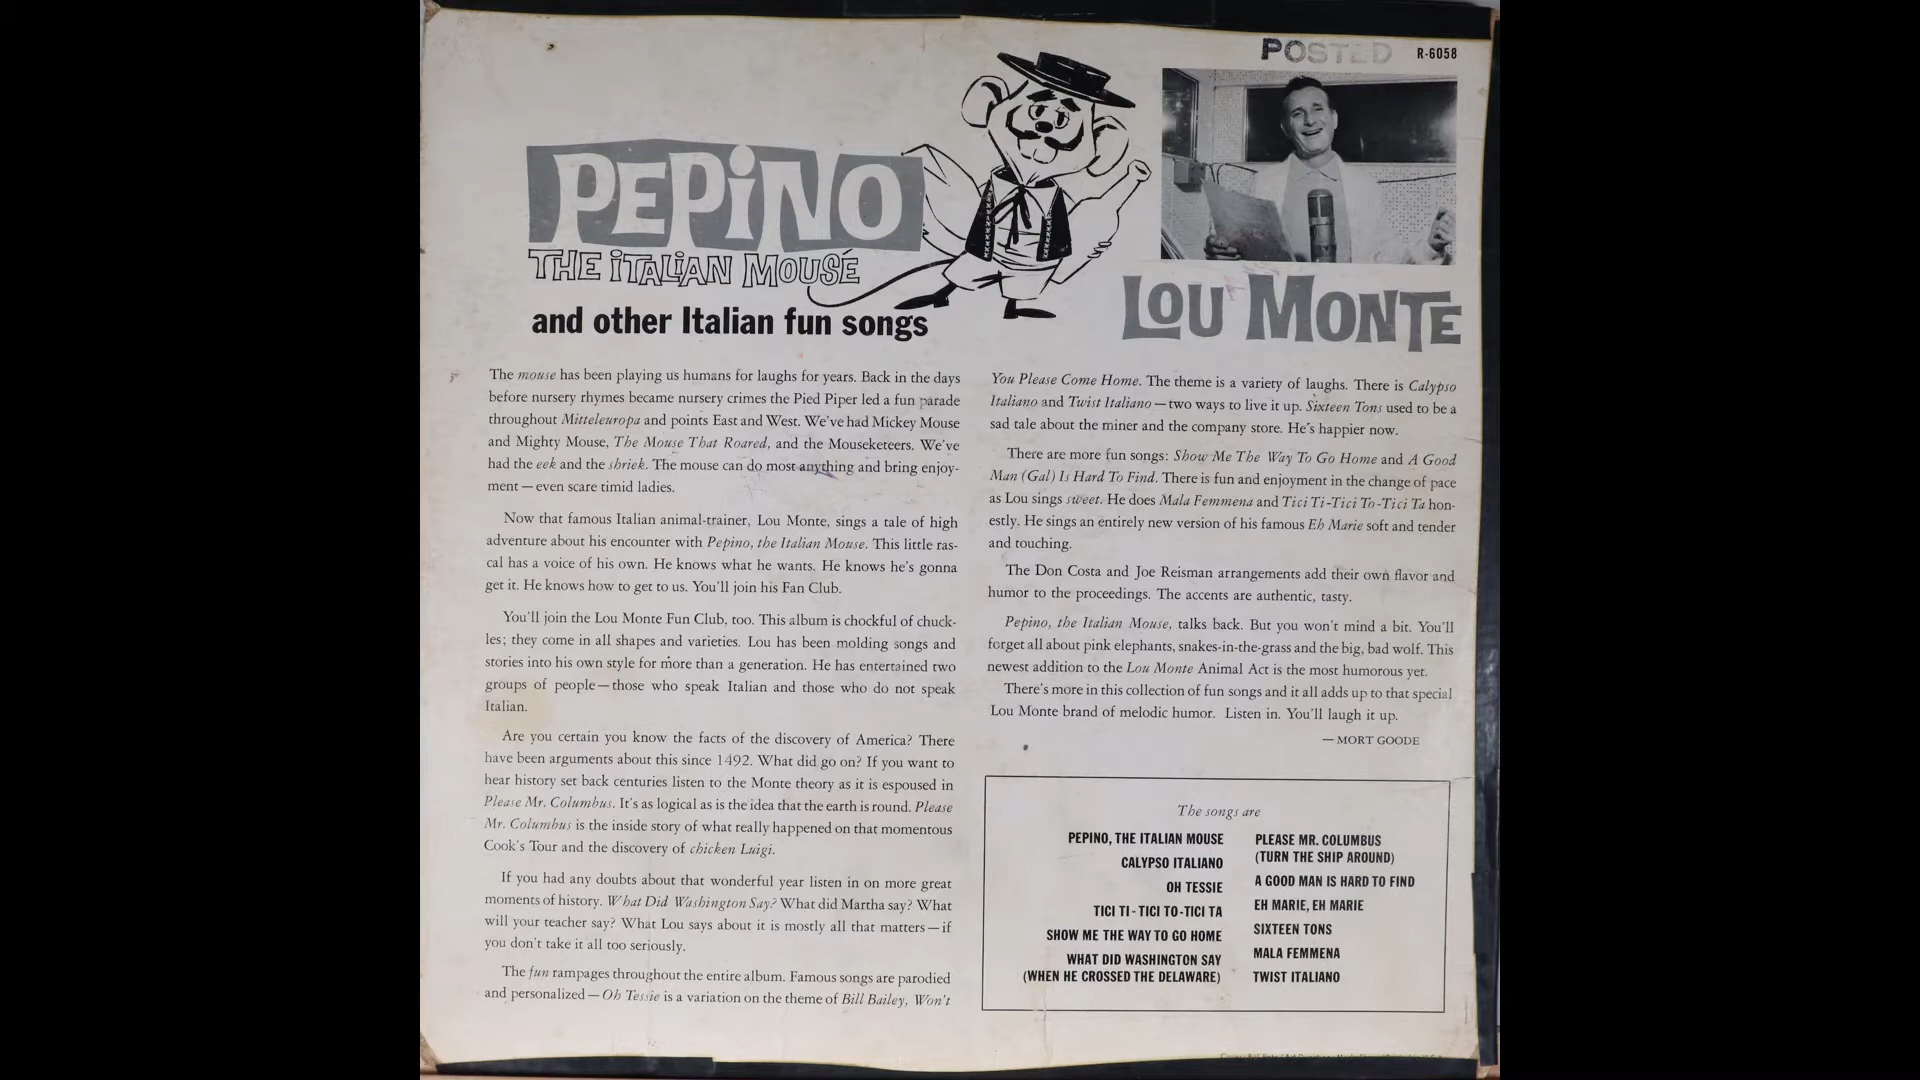 POSTED R-6058
PEPINO
THE ITALIAN MOUSE
and other Italian fun songs
LOU MONTE
The mouse has been playing us humans for laughs for years. Back in the days
before nursery rhymes became nursery crimes the Pied Piper led a fun parade
throughout Mitteleuropa and points East and West. We've had Mickey Mouse
and Mighty Mouse, The Mouse That Roared, and the Mouseketeers. We've
had the eek and the shriek. The mouse can do most anything and bring enjoy-
ment — even scare timid ladies.
Now that famous Italian animal-trainer, Lou Monte, sings a tale of high
adventure about his encounter with Pepino, the Italian Mouse. This little ras-
cal has a voice of his own. He knows what he wants. He knows he's gonna
get it. He knows how to get to us. You'll join his Fan Club.
You'll join the Lou Monte Fun Club, too. This album is chockful of chuck-
les; they come in all shapes and varieties. Lou has been molding songs and
stories into his own style for more than a generation. He has entertained two
groups of people — those who speak Italian and those who do not speak
Italian.
Are you certain you know the facts of the discovery of America? There
have been arguments about this since 1492. What did go on? If you want to
hear history set back centuries listen to the Monte theory as it is espoused in
Please Mr. Columbus. It's as logical as is the idea that the earth is round. Please
Mr. Columbus is the inside story of what really happened on that momentous
Cook's Tour and the discovery of chicken Luigi.
If you had any doubts about that wonderful year listen in on more great
moments of history. What Did Washington Say? What did Martha say? What
will your teacher say? What Lou says about it is mostly all that matters — if
you don't take it all too seriously.
The fun rampages throughout the entire album. Famous songs are parodied
and personalized — Oh Tessie is a variation on the theme of Bill Bailey, Won't
You Please Come Home. The theme is a variety of laughs. There is Calypso
Italiano and Twist Italiano — two ways to live it up. Sixteen Tons used to be a
sad tale about the miner and the company store. He's happier now.
There are more fun songs: Show Me The Way To Go Home and A Good
Man (Gal) Is Hard To Find. There is fun and enjoyment in the change of pace
as Lou sings sweet. He does Mala Femmena and Tici Ti-Tici To-Tici Ta hon-
estly. He sings an entirely new version of his famous Eh Marie soft and tender
and touching.
The Don Costa and Joe Reisman arrangements add their own flavor and
humor to the proceedings. The accents are authentic, tasty.
Pepino, the Italian Mouse, talks back. But you won't mind a bit. You'll
forget all about pink elephants, snakes-in-the-grass and the big, bad wolf. This
newest addition to the Lou Monte Animal Act is the most humorous yet.
There's more in this collection of fun songs and it all adds up to that special
Lou Monte brand of melodic humor. Listen in. You'll laugh it up.
— MORT GOODE
The songs are
PEPINO, THE ITALIAN MOUSE
CALYPSO ITALIANO
OH TESSIE
TICI TI - TICI TO - TICI TA
SHOW ME THE WAY TO GO HOME
WHAT DID WASHINGTON SAY
(WHEN HE CROSSED THE DELAWARE)
PLEASE MR. COLUMBUS
(TURN THE SHIP AROUND)
A GOOD MAN IS HARD TO FIND
EH MARIE, EH MARIE
SIXTEEN TONS
MALA FEMMENA
TWIST ITALIANO